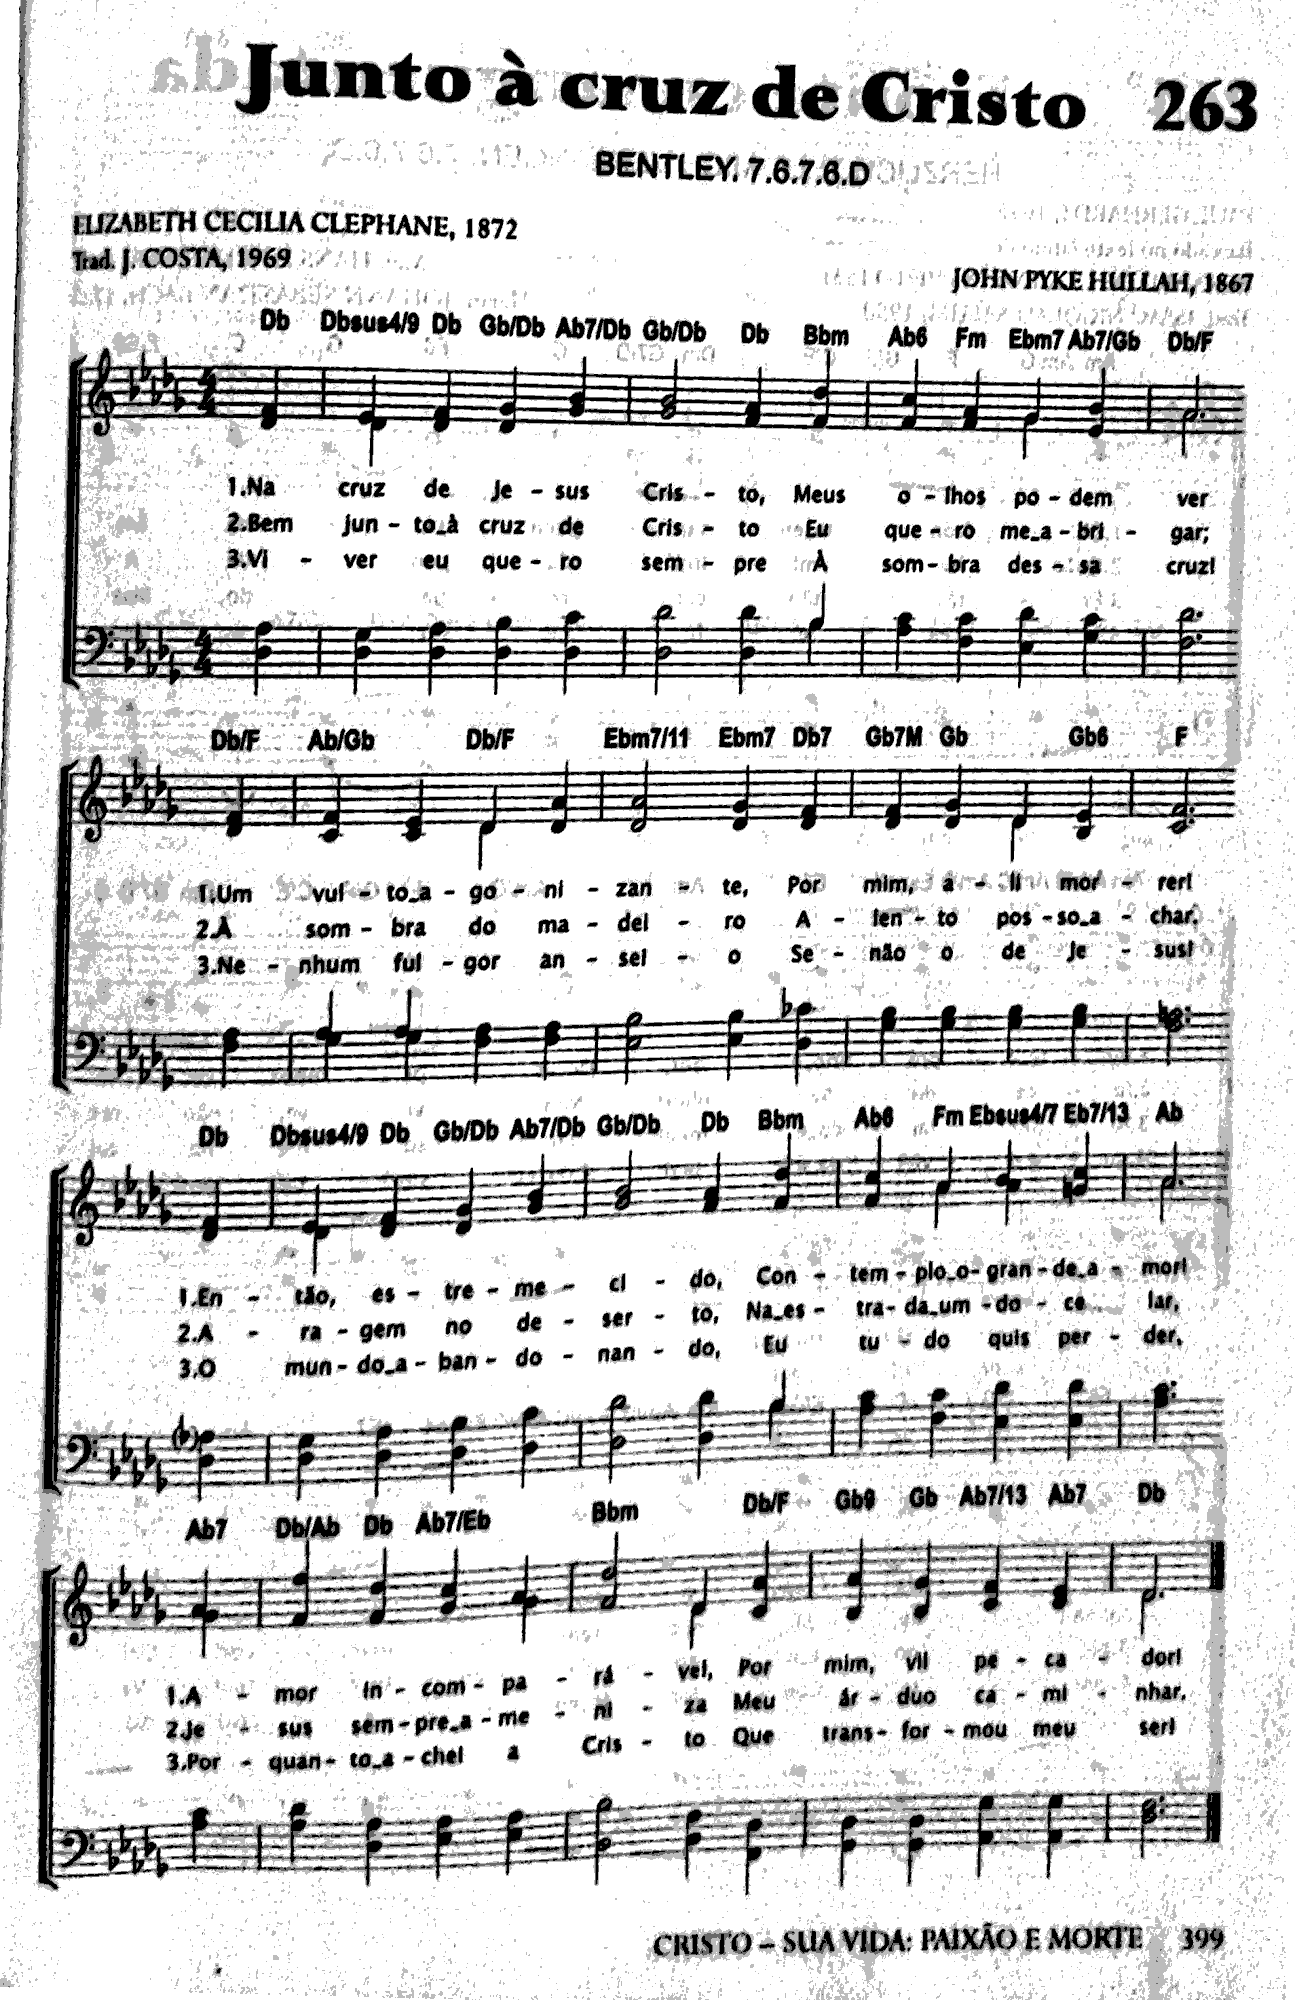 Junto à cruz de Cristo 263
BENTLEY. 7.6.7.6.D
ELIZABETH CECILIA CLEPHANE, 1872
Trad. J. COSTA, 1969
JOHN PYKE HULLAH, 1867
Db Dbsus4/9 Db Gb/Db Ab7/Db Gb/Db Db Bbm Ab6 Fm Ebm7 Ab7/Gb Db/F
1.Na cruz de Je - sus Cris - to, Meus o - lhos po - dem ver
2.Bem jun - to_à cruz de Cris - to Eu que - ro me_a - bri - gar;
3.Vi - ver eu que - ro sem - pre À som - bra des - sa cruz!
Db/F Ab/Gb Db/F Ebm7/11 Ebm7 Db7 Gb7M Gb Gb6 F
1.Um vul - to_a - go - ni - zan - te, Por mim, a - li mor - rer!
2.À som - bra do ma - dei - ro A - len - to pos - so_a - char.
3.Ne - nhum ful - gor an - sei - o Se - não o de Je - sus!
Db Dbsus4/9 Db Gb/Db Ab7/Db Gb/Db Db Bbm Ab6 Fm Ebsus4/7 Eb7/13 Ab
1.En - tão, es - tre - me - ci - do, Con - tem - plo_o - gran - de_a - mor!
2.A - ra - gem no de - ser - to, Na_es - tra - da_um - do - ce lar,
3.O mun - do_a - ban - do - nan - do, Eu tu - do quis per - der,
Ab7 Db/Ab Db Ab7/Eb Bbm Db/F Gb9 Gb Ab7/13 Ab7 Db
1.A - mor in - com - pa - rá - vel, Por mim, vil pe - ca - dor!
2.Je - sus sem - pre_a - me - ni - za Meu ár - duo ca - mi - nhar.
3.Por - quan - to_a - chei a Cris - to Que trans - for - mou meu ser!
CRISTO – SUA VIDA: PAIXÃO E MORTE 399